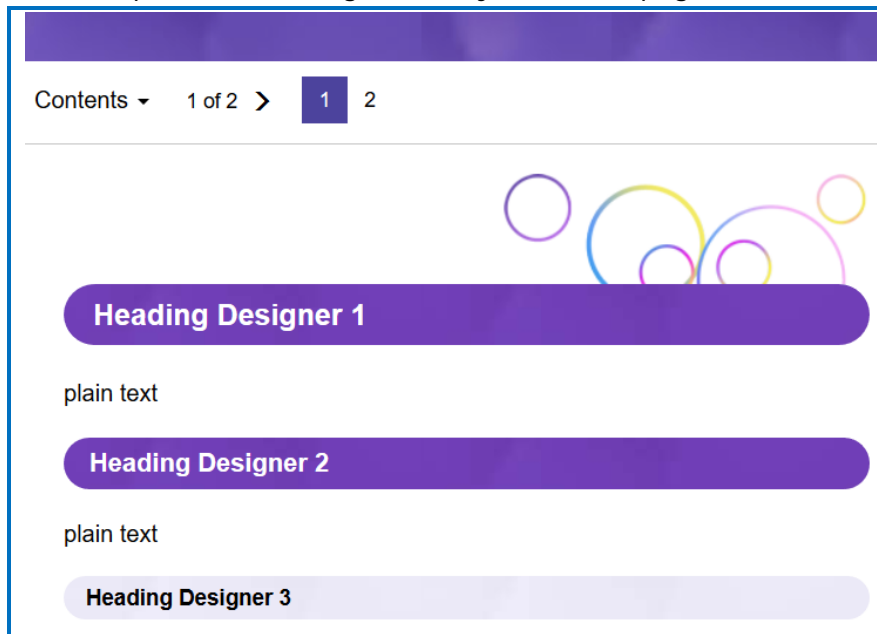 Contents 1 of 2 1 2
Heading Designer 1
plain text
Heading Designer 2
plain text
Heading Designer 3